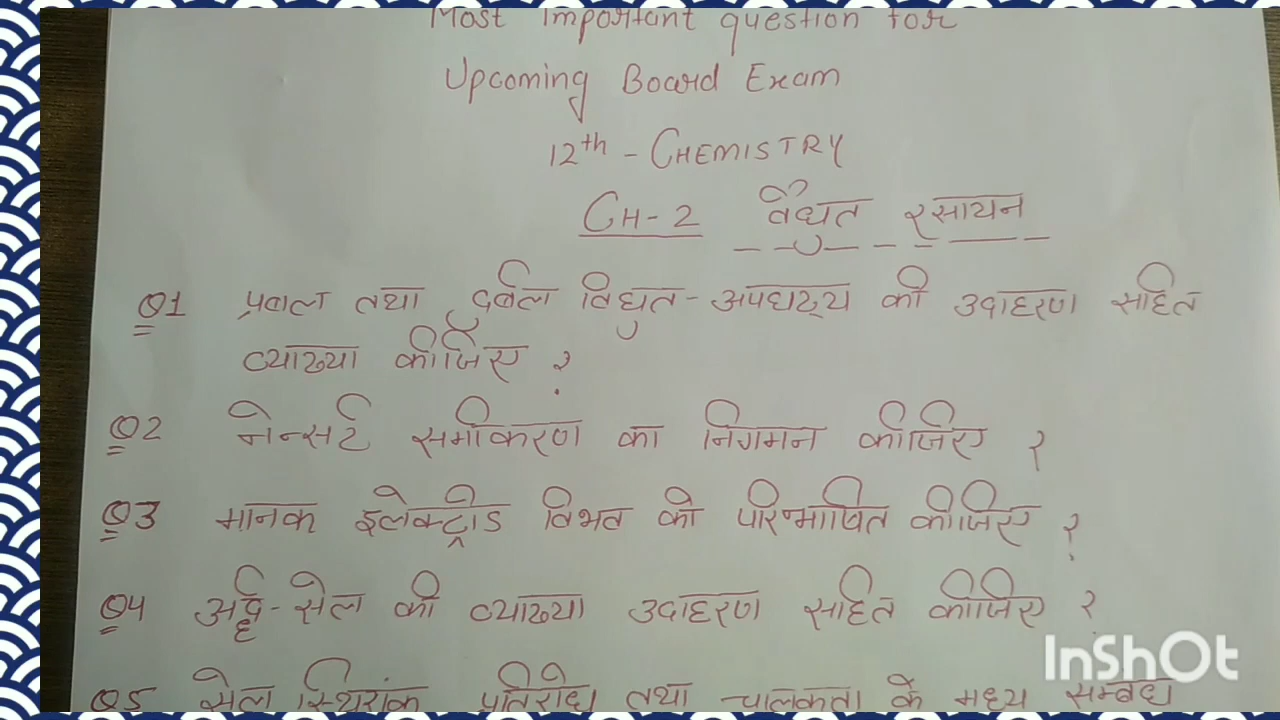 Most important question for
Upcoming Board Exam
12th - CHEMISTRY
CH-2 वैधुत रसायन
Q1 प्रबल तथा दुर्बल विधुत-अपघट्य की उदाहरण सहित
व्याख्या कीजिए ?
Q2 नेर्न्सट समीकरण का निगमन कीजिए ?
Q3 मानक इलेक्ट्रोड विभव को परिभाषित कीजिए ?
Q4 अर्द्ध-सेल की व्याख्या उदाहरण सहित कीजिए ?
InShOt
Q5 सेल स्थिरांक प्रतिरोध तथा चालकता के मध्य सम्बंध